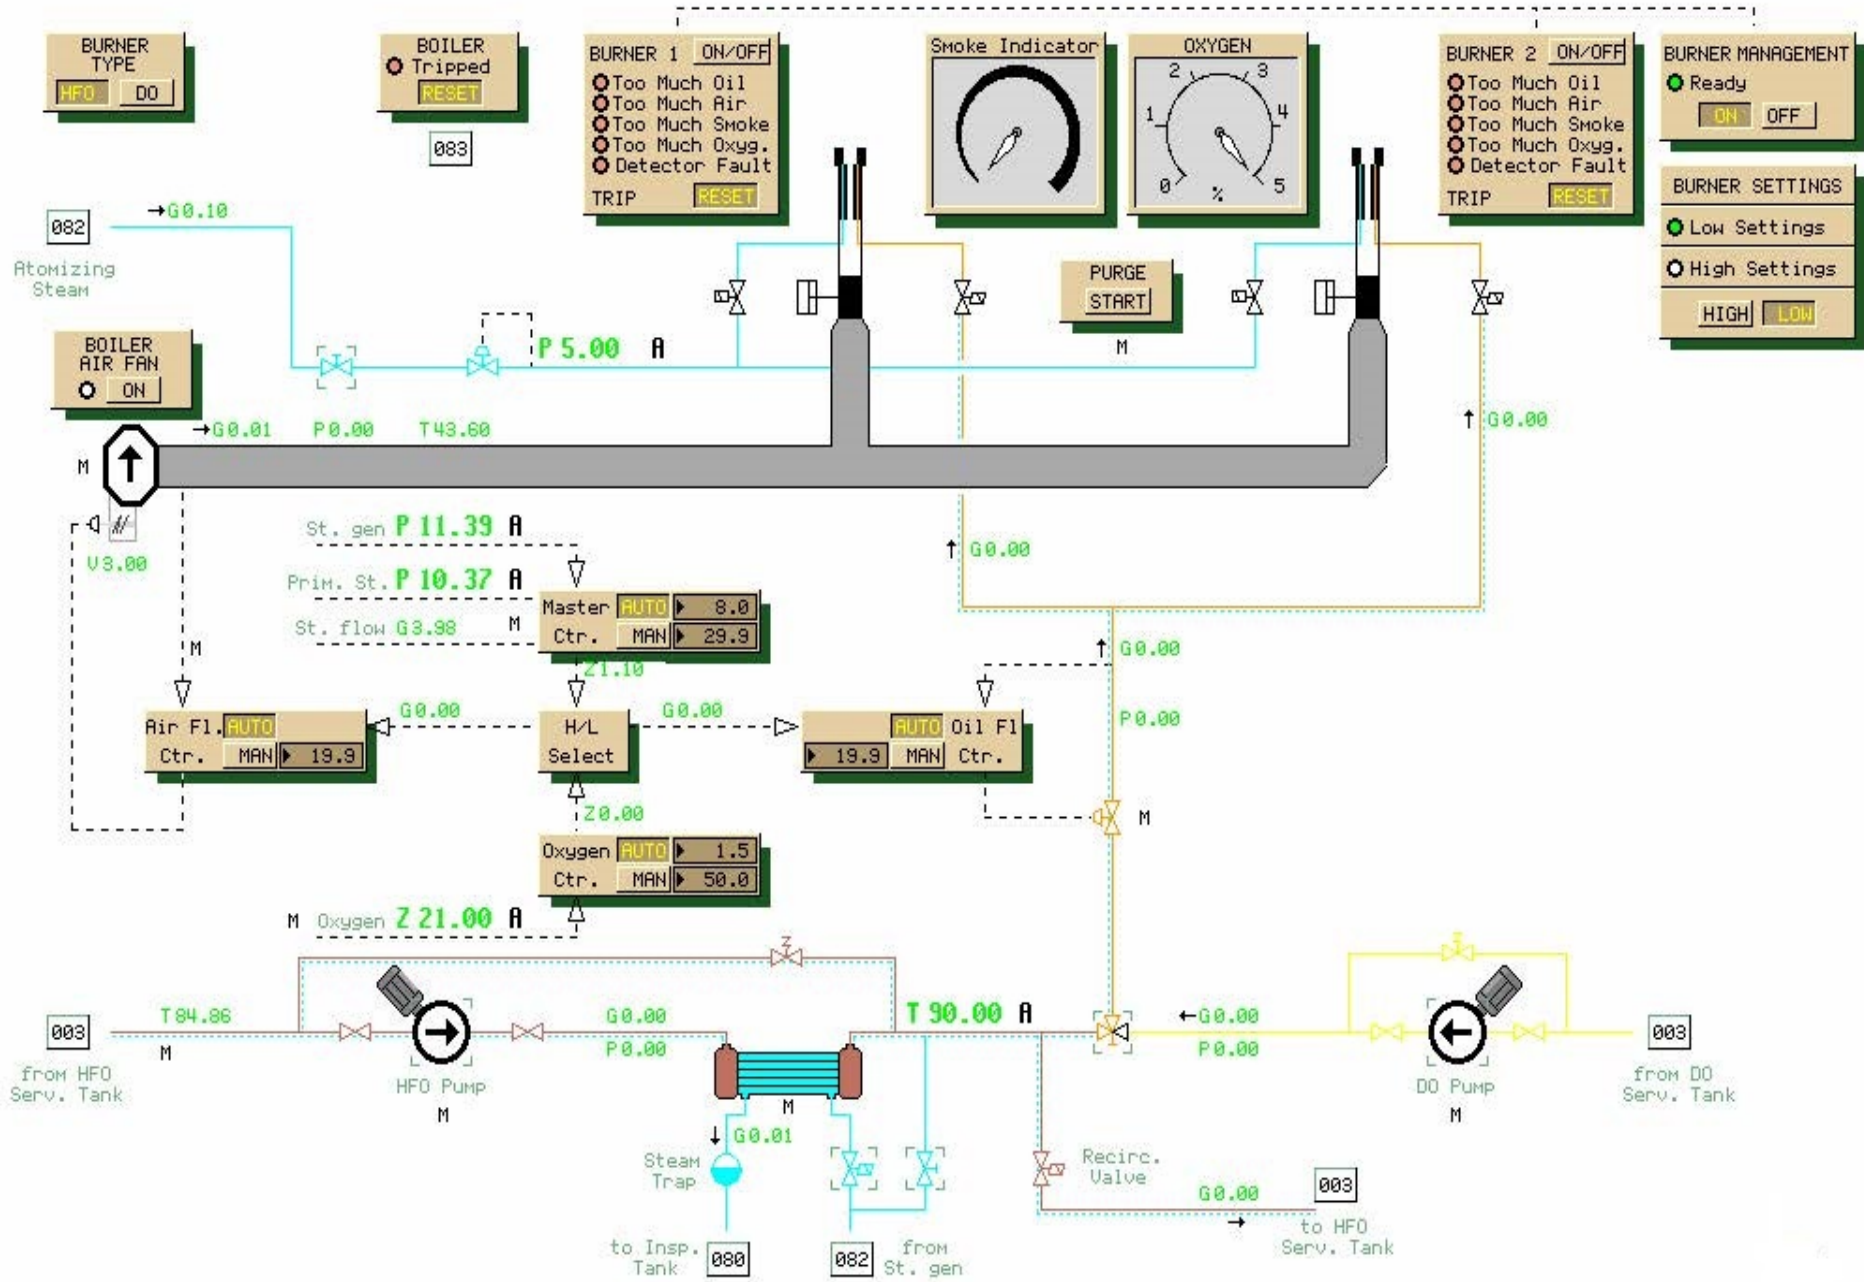 BURNER
TYPE
HFO DO
BOILER
Tripped
RESET
083
BURNER 1 ON/OFF
Too Much Oil
Too Much Air
Too Much Smoke
Too Much Oxyg.
Detector Fault
TRIP RESET
Smoke Indicator
OXYGEN
2 3
1 4
0 % 5
BURNER 2 ON/OFF
Too Much Oil
Too Much Air
Too Much Smoke
Too Much Oxyg.
Detector Fault
TRIP RESET
BURNER MANAGEMENT
Ready
ON OFF
BURNER SETTINGS
Low Settings
High Settings
HIGH LOW
082
→G0.10
Atomizing
Steam
PURGE
START
M
BOILER
AIR FAN
ON
P 5.00 A
→G0.01 P0.00 T43.60
M
V3.00
G0.00
G0.00
St. gen P 11.39 A
Prim. St. P 10.37 A
St. flow G3.98 M
Master AUTO 8.0
Ctr. MAN 29.9
Z1.10
M
G0.00
P0.00
Air Fl. AUTO
Ctr. MAN 19.9
G0.00
H/L
Select
G0.00
AUTO Oil Fl
19.9 MAN Ctr.
M
Z0.00
Oxygen AUTO 1.5
Ctr. MAN 50.0
M Oxygen Z 21.00 A
003
T84.86
M
from HFO
Serv. Tank
HFO Pump
M
G0.00
P0.00
T 90.00 A
M
←G0.00
P0.00
DO Pump
M
003
from DO
Serv. Tank
G0.01
Steam
Trap
to Insp.
Tank
080
082
from
St. gen
Recirc.
Valve
G0.00
003
to HFO
Serv. Tank